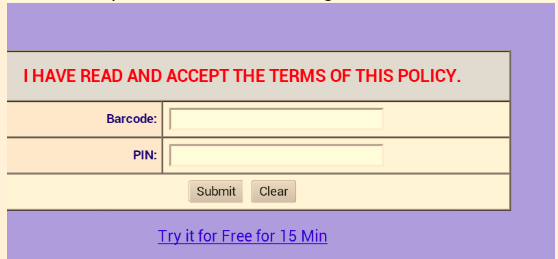 I HAVE READ AND ACCEPT THE TERMS OF THIS POLICY.
Barcode:
PIN:
Submit Clear
Try it for Free for 15 Min